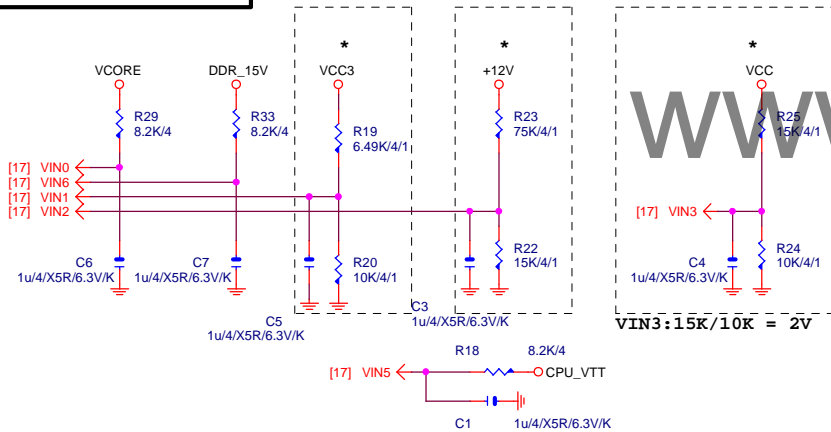 *
*
*
VCORE
DDR_15V
VCC3
+12V
VCC
WWW
R29
8.2K/4
R33
8.2K/4
R19
6.49K/4/1
R23
75K/4/1
R25
15K/4/1
[17] VIN0
[17] VIN6
[17] VIN1
[17] VIN2
[17] VIN3
C6
1u/4/X5R/6.3V/K
C7
1u/4/X5R/6.3V/K
R20
10K/4/1
R22
15K/4/1
C4
1u/4/X5R/6.3V/K
R24
10K/4/1
C5
1u/4/X5R/6.3V/K
C3
1u/4/X5R/6.3V/K
VIN3:15K/10K = 2V
R18
8.2K/4
[17] VIN5
CPU_VTT
C1
1u/4/X5R/6.3V/K